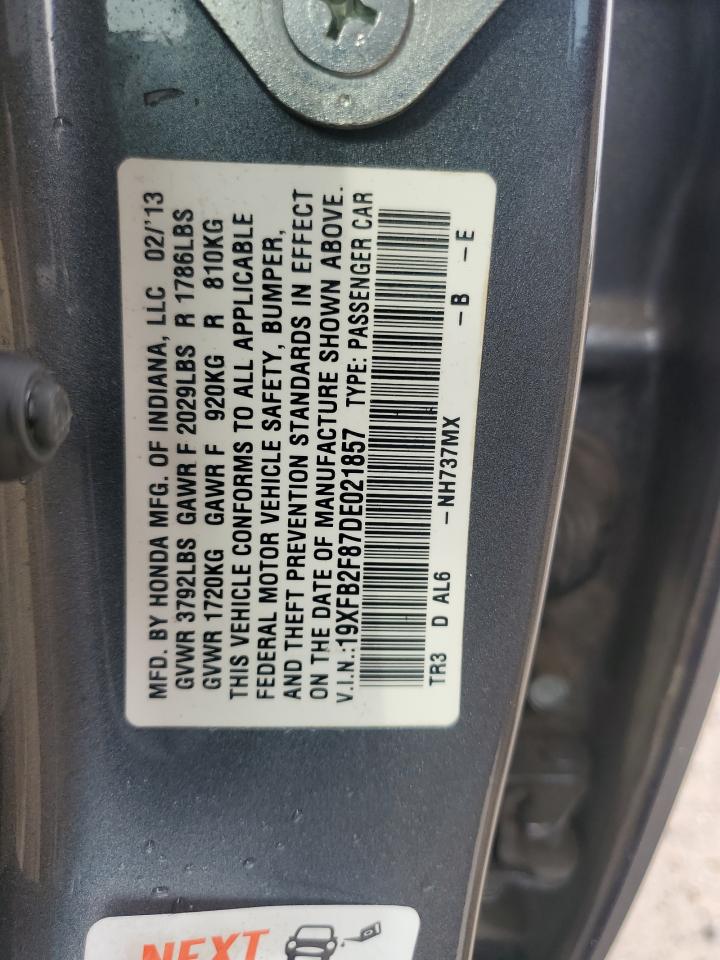 MFD. BY HONDA MFG. OF INDIANA, LLC 02/'13
GVWR 3792LBS GAWR F 2029LBS R 1786LBS
GVWR 1720KG GAWR F 920KG R 810KG
THIS VEHICLE CONFORMS TO ALL APPLICABLE
FEDERAL MOTOR VEHICLE SAFETY, BUMPER,
AND THEFT PREVENTION STANDARDS IN EFFECT
ON THE DATE OF MANUFACTURE SHOWN ABOVE.
V.I.N.:19XFB2F87DE021857 TYPE: PASSENGER CAR
TR3 D AL6 -NH737MX -B -E
NEXT